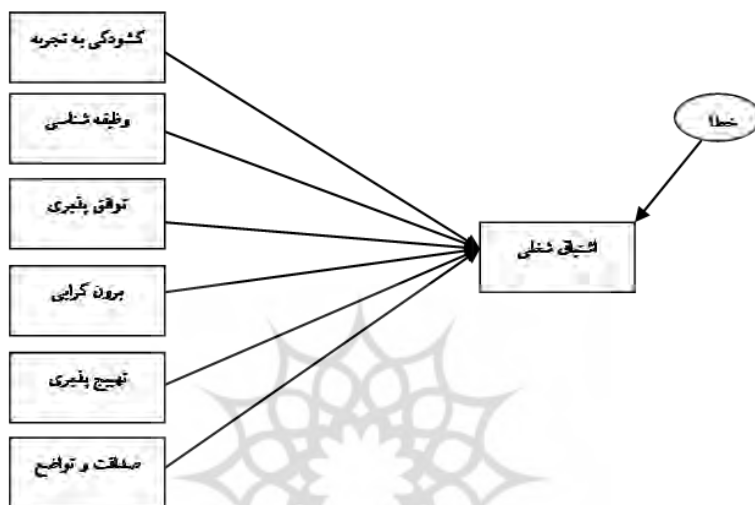 گشودگی به تجربه
وظیفه شناسی
توافق پذیری
برون گرایی
تهییج پذیری
صداقت و تواضع
اشتیاق شغلی
خطا